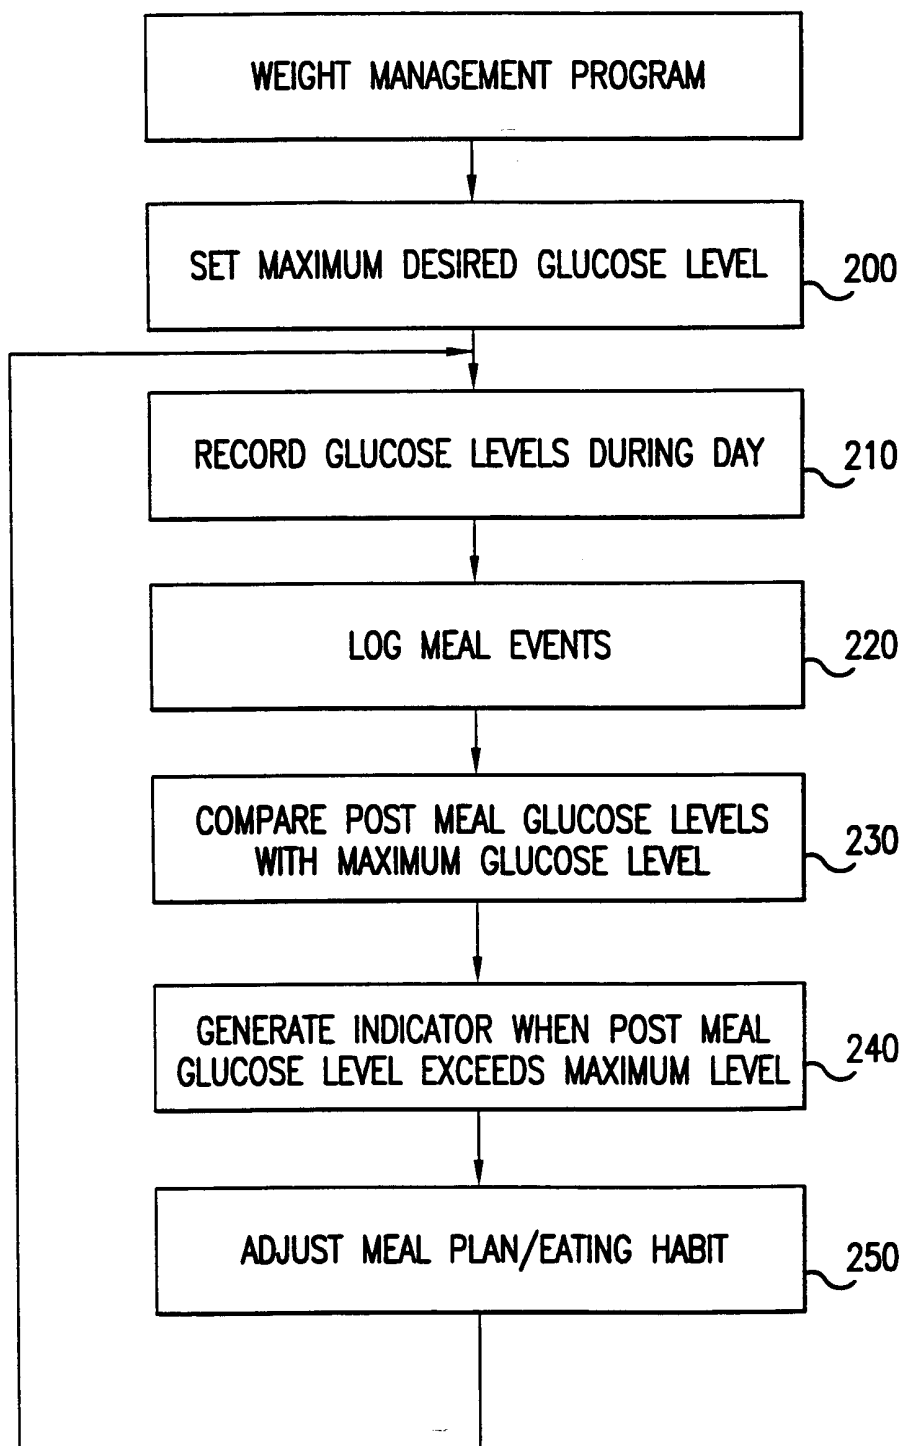 WEIGHT MANAGEMENT PROGRAM
SET MAXIMUM DESIRED GLUCOSE LEVEL
200
RECORD GLUCOSE LEVELS DURING DAY
210
LOG MEAL EVENTS
220
COMPARE POST MEAL GLUCOSE LEVELS
WITH MAXIMUM GLUCOSE LEVEL
230
GENERATE INDICATOR WHEN POST MEAL
GLUCOSE LEVEL EXCEEDS MAXIMUM LEVEL
240
ADJUST MEAL PLAN/EATING HABIT
250